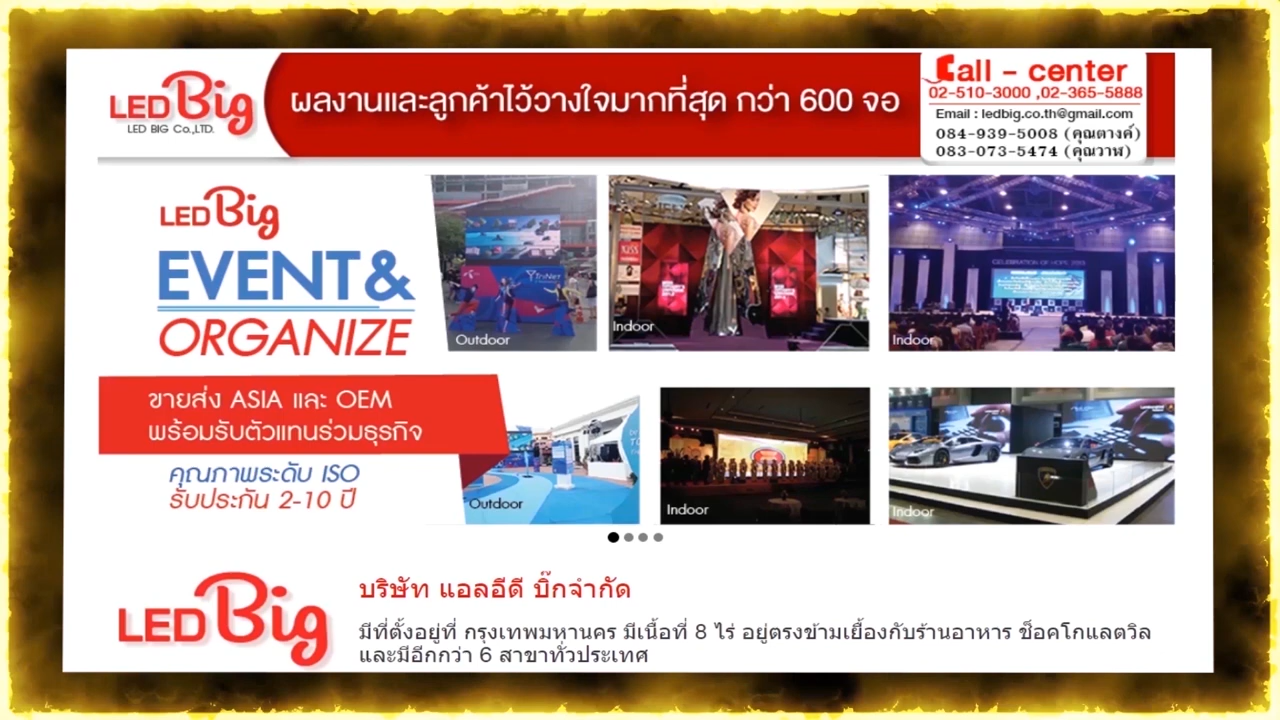 LED Big
LED BIG Co.,LTD.
ผลงานและลูกค้าไว้วางใจมากที่สุด กว่า 600 จอ
Call - center
02-510-3000 ,02-365-5888
Email : ledbig.co.th@gmail.com
084-939-5008 (คุณตางค์)
083-073-5474 (คุณวาฬ)
LED Big
EVENT&
ORGANIZE
TriNet
Outdoor
Indoor
CELEBRATION OF HOPE 2013
Indoor
ขายส่ง ASIA และ OEM
พร้อมรับตัวแทนร่วมธุรกิจ
คุณภาพระดับ ISO
รับประกัน 2-10 ปี
Outdoor
Indoor
Indoor
LED Big
บริษัท แอลอีดี บิ๊กจำกัด
มีที่ตั้งอยู่ที่ กรุงเทพมหานคร มีเนื้อที่ 8 ไร่ อยู่ตรงข้ามเยื้องกับร้านอาหาร ช็อคโกแลตวิล
และมีอีกกว่า 6 สาขาทั่วประเทศ